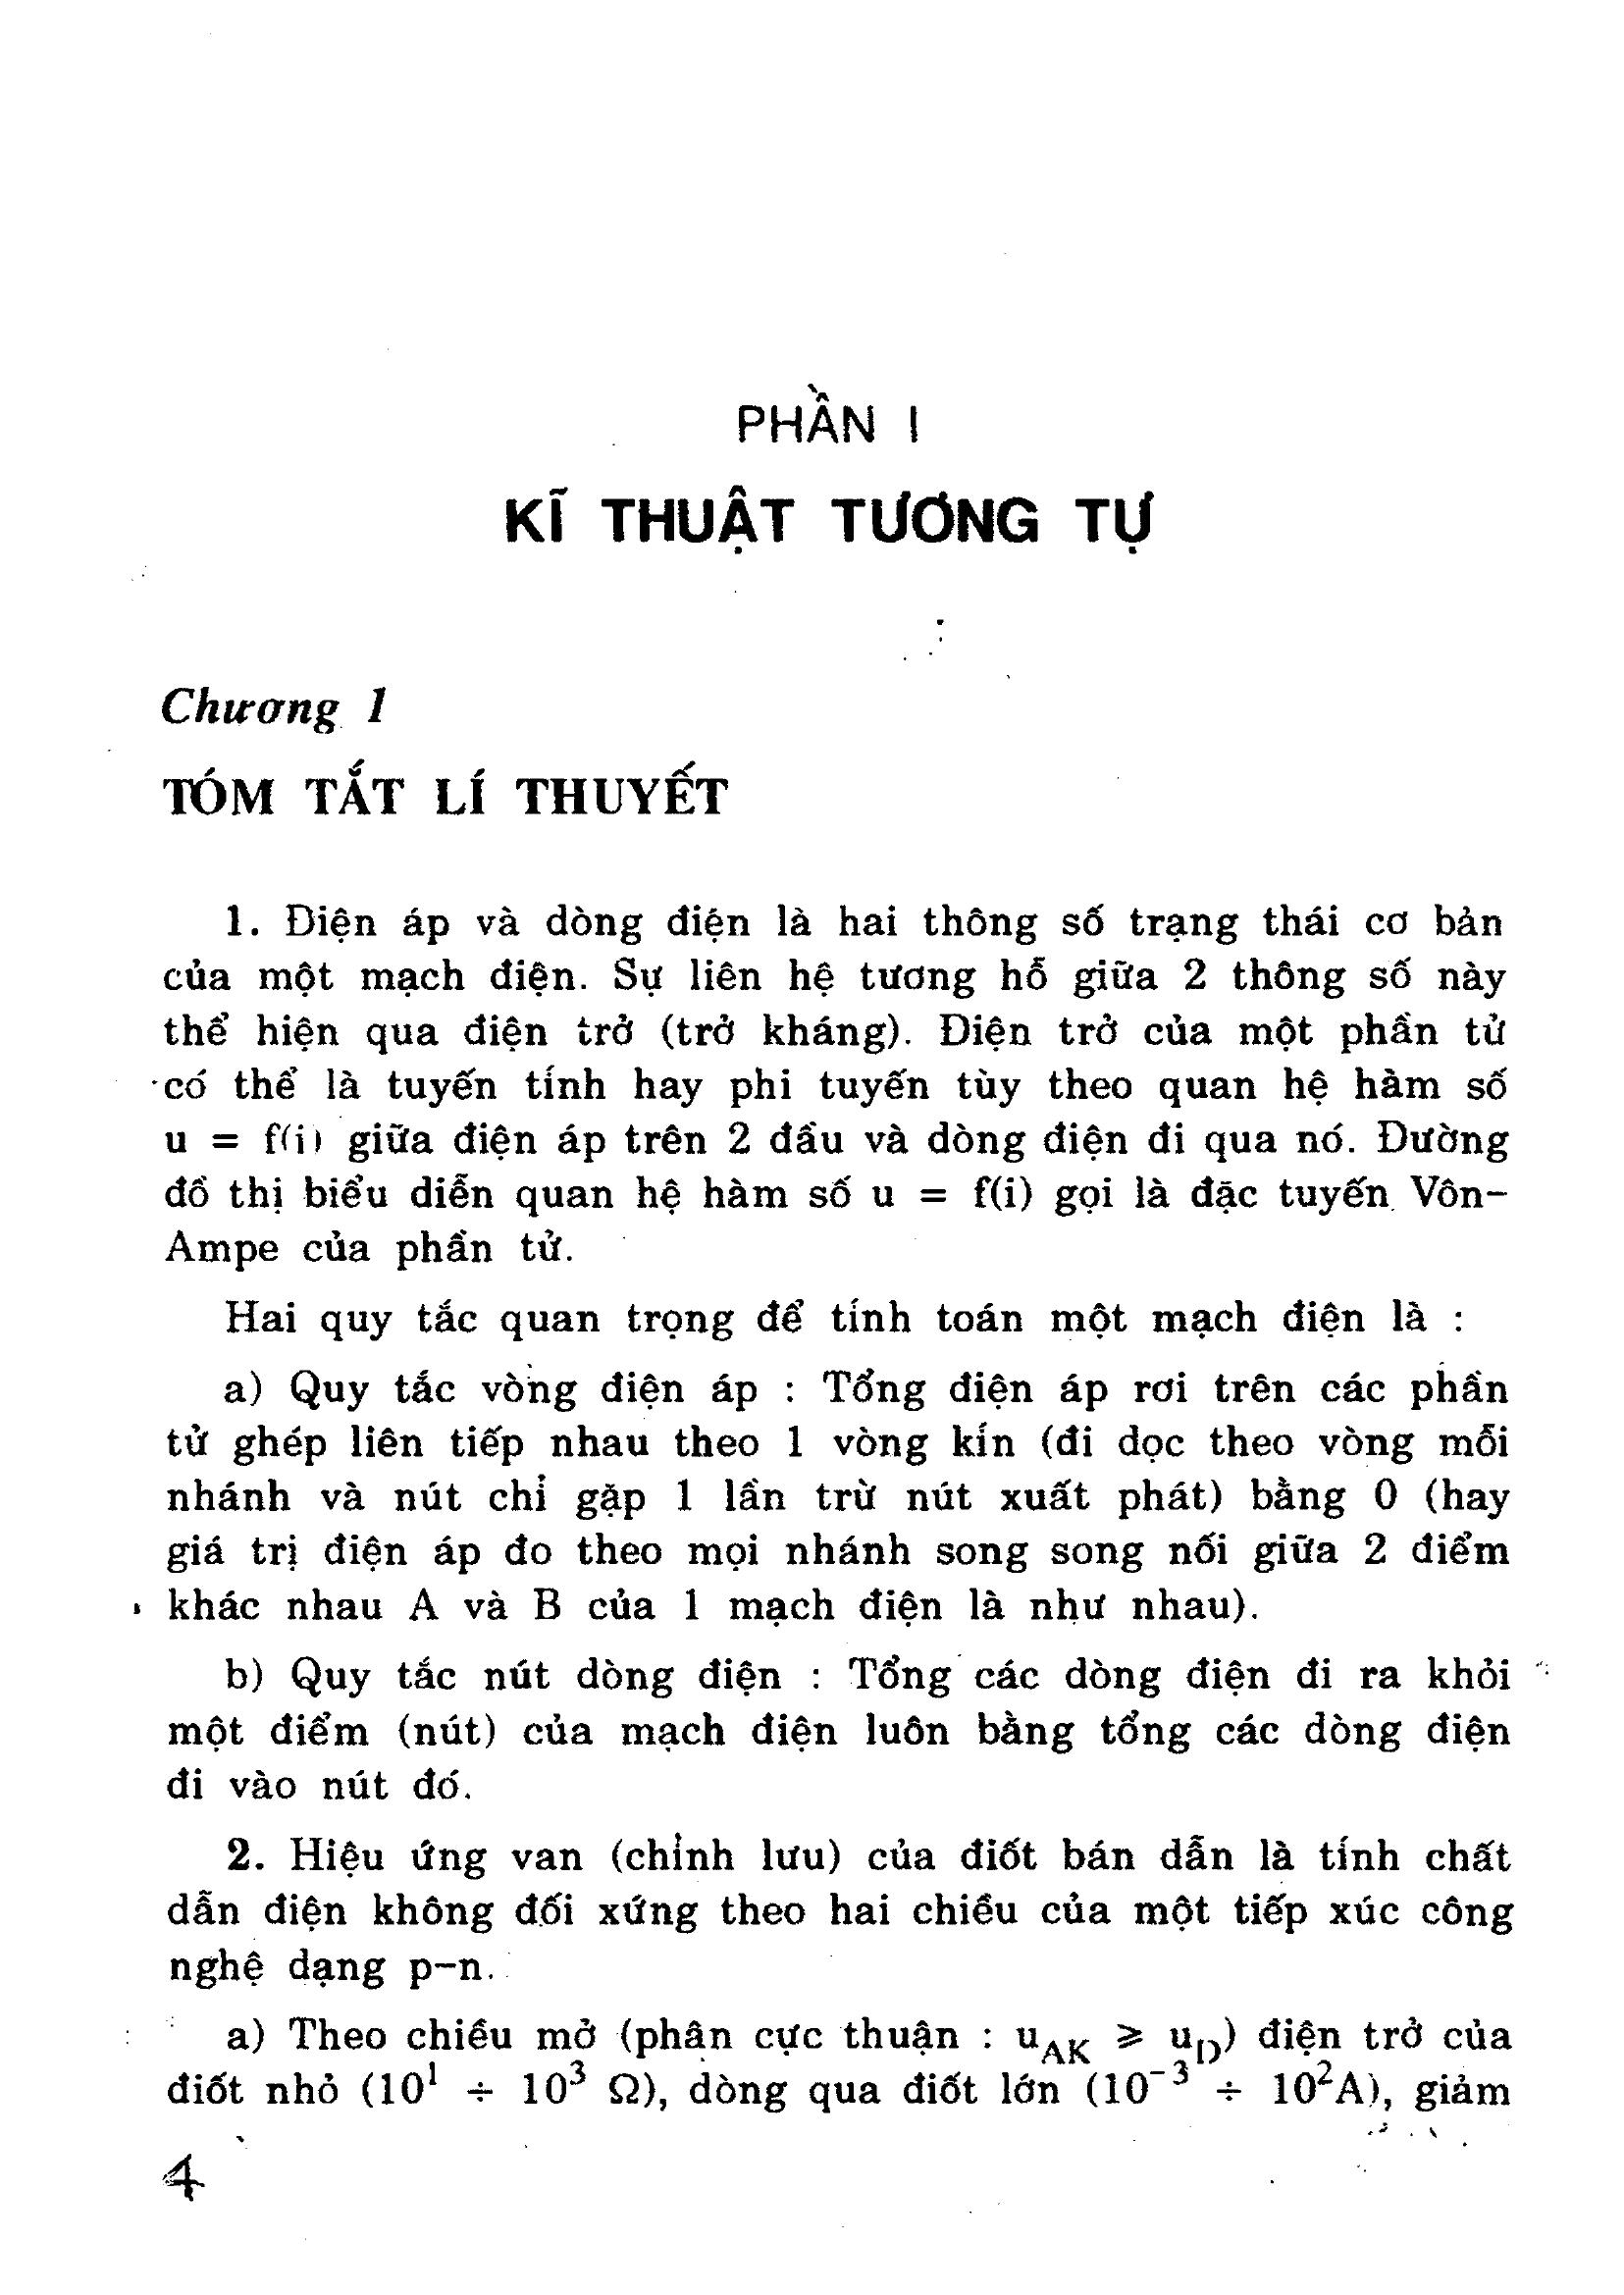 PHẦN I
KĨ THUẬT TƯƠNG TỰ
Chương 1
TÓM TẮT LÍ THUYẾT
1. Điện áp và dòng điện là hai thông số trạng thái cơ bản
của một mạch điện. Sự liên hệ tương hỗ giữa 2 thông số này
thể hiện qua điện trở (trở kháng). Điện trở của một phần tử
có thể là tuyến tính hay phi tuyến tùy theo quan hệ hàm số
u = f(i) giữa điện áp trên 2 đầu và dòng điện đi qua nó. Đường
đồ thị biểu diễn quan hệ hàm số u = f(i) gọi là đặc tuyến Vôn-
Ampe của phần tử.
Hai quy tắc quan trọng để tính toán một mạch điện là :
a) Quy tắc vòng điện áp : Tổng điện áp rơi trên các phần
tử ghép liên tiếp nhau theo 1 vòng kín (đi dọc theo vòng mỗi
nhánh và nút chỉ gặp 1 lần trừ nút xuất phát) bằng 0 (hay
giá trị điện áp đo theo mọi nhánh song song nối giữa 2 điểm
khác nhau A và B của 1 mạch điện là như nhau).
b) Quy tắc nút dòng điện : Tổng các dòng điện đi ra khỏi
một điểm (nút) của mạch điện luôn bằng tổng các dòng điện
đi vào nút đó.
2. Hiệu ứng van (chỉnh lưu) của điốt bán dẫn là tính chất
dẫn điện không đối xứng theo hai chiều của một tiếp xúc công
nghệ dạng p-n.
a) Theo chiều mở (phân cực thuận : u_AK ⩾ u_D) điện trở của
điốt nhỏ (10¹ ÷ 10³ Ω), dòng qua điốt lớn (10⁻³ ÷ 10²A), giảm
4